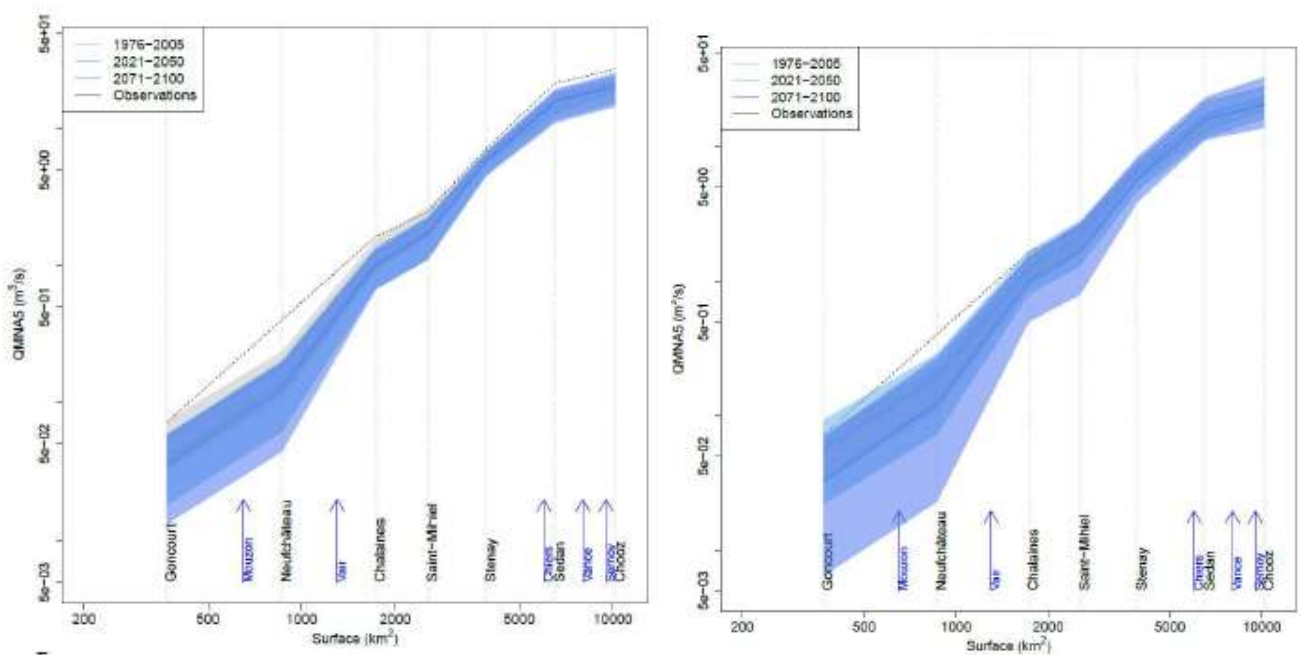 1976-2005
2021-2050
2071-2100
Observations
5e+01
5e+00
5e-01
5e-02
5e-03
QMNA5 (m³/s)
Goncourt
Mouzon
Neufchâteau
Vair
Chalaines
Saint-Mihiel
Stenay
Chiers
Sedan
Vance
Semoy
Chooz
200
500
1000
2000
5000
10000
Surface (km²)
1976-2005
2021-2050
2071-2100
Observations
5e+01
5e+00
5e-01
5e-02
5e-03
QMNA5 (m³/s)
Goncourt
Mouzon
Neufchâteau
Vair
Chalaines
Saint-Mihiel
Stenay
Chiers
Sedan
Vance
Semoy
Chooz
200
500
1000
2000
5000
10000
Surface (km²)